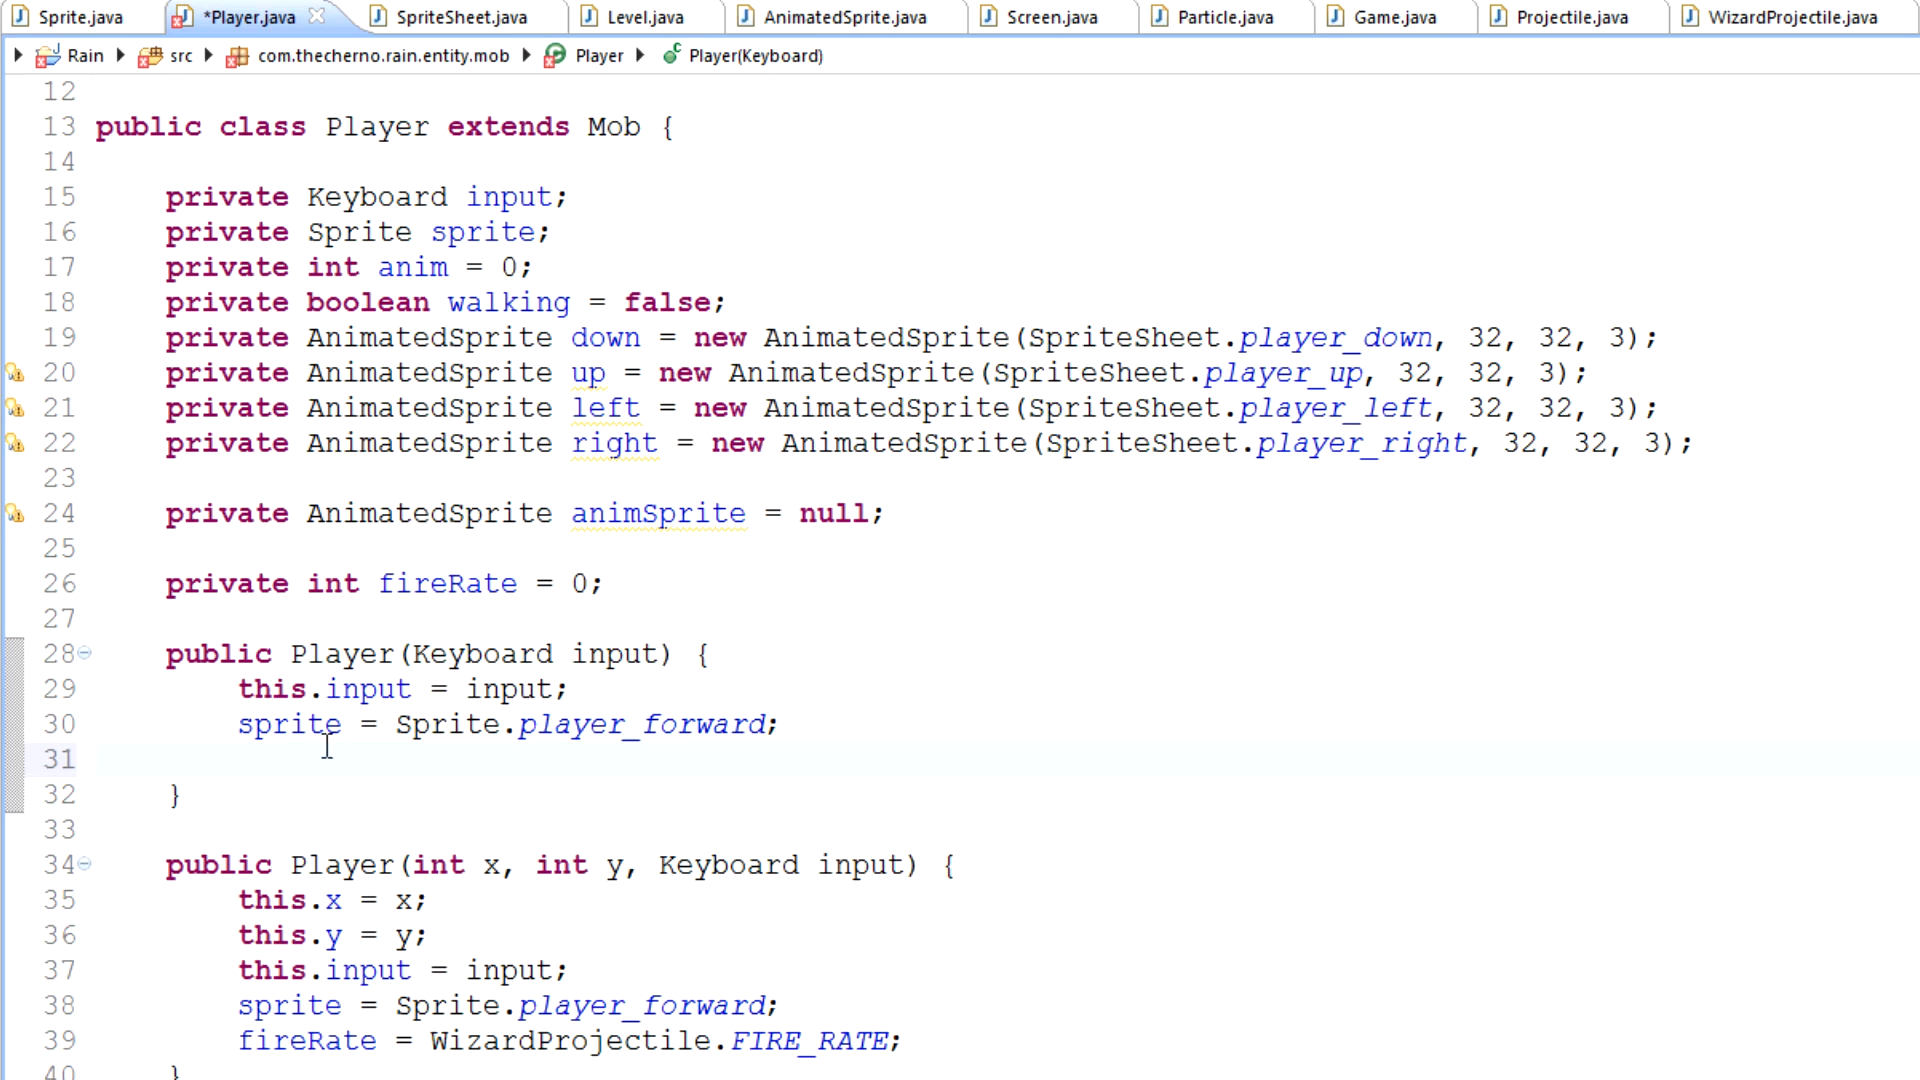 Sprite.java *Player.java SpriteSheet.java Level.java AnimatedSprite.java Screen.java Particle.java Game.java Projectile.java WizardProjectile.java
Rain src com.thecherno.rain.entity.mob Player Player(Keyboard)
12
13 public class Player extends Mob {
14
15 private Keyboard input;
16 private Sprite sprite;
17 private int anim = 0;
18 private boolean walking = false;
19 private AnimatedSprite down = new AnimatedSprite(SpriteSheet.player_down, 32, 32, 3);
20 private AnimatedSprite up = new AnimatedSprite(SpriteSheet.player_up, 32, 32, 3);
21 private AnimatedSprite left = new AnimatedSprite(SpriteSheet.player_left, 32, 32, 3);
22 private AnimatedSprite right = new AnimatedSprite(SpriteSheet.player_right, 32, 32, 3);
23
24 private AnimatedSprite animSprite = null;
25
26 private int fireRate = 0;
27
28 public Player(Keyboard input) {
29 this.input = input;
30 sprite = Sprite.player_forward;
31
32 }
33
34 public Player(int x, int y, Keyboard input) {
35 this.x = x;
36 this.y = y;
37 this.input = input;
38 sprite = Sprite.player_forward;
39 fireRate = WizardProjectile.FIRE_RATE;
40 }